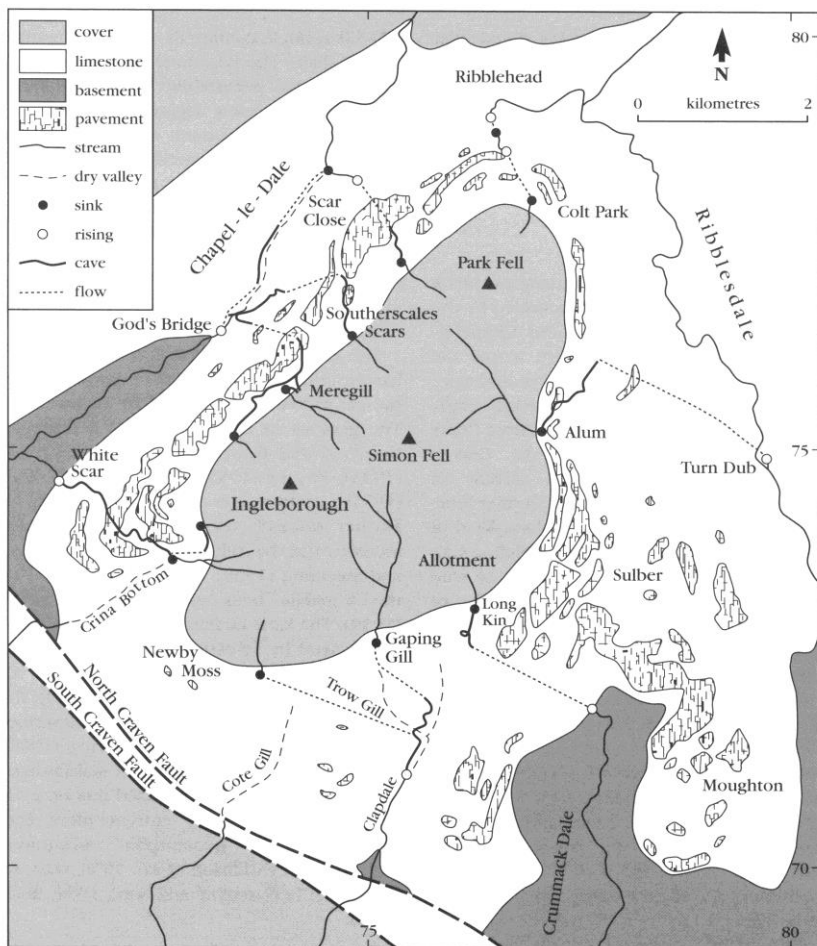 cover
limestone
basement
pavement
stream
dry valley
sink
rising
cave
flow
80
N
0 kilometres 2
Ribblehead
Chapel - le - Dale
Scar
Close
Colt Park
Ribblesdale
Park Fell
God's Bridge
Southerscales
Scars
Meregill
Alum
75
White
Scar
Simon Fell
Turn Dub
Ingleborough
Allotment
Sulber
Crina Bottom
Long
Kin
Newby
Moss
Gaping
Gill
North Craven Fault
South Craven Fault
Trow Gill
Cote Gill
Clapdale
Moughton
Crummack Dale
70
75
80